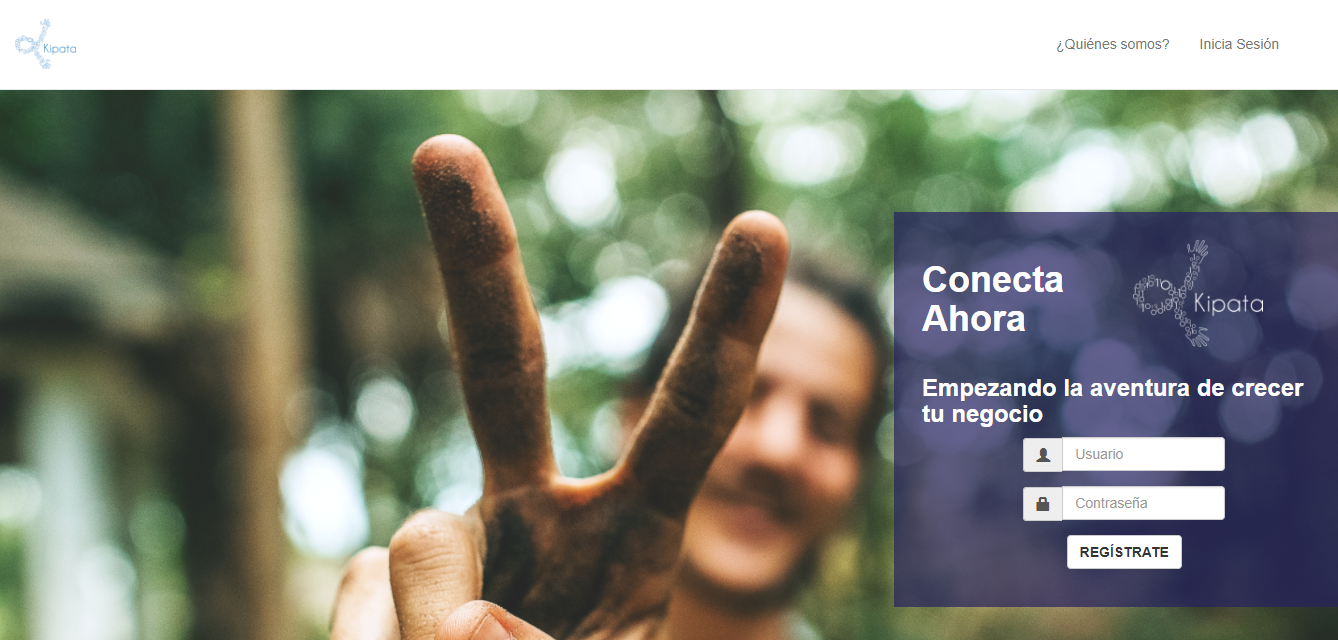 Kipata
¿Quiénes somos?
Inicia Sesión
Conecta
Ahora
Kipata
Empezando la aventura de crecer
tu negocio
Usuario
Contraseña
REGÍSTRATE